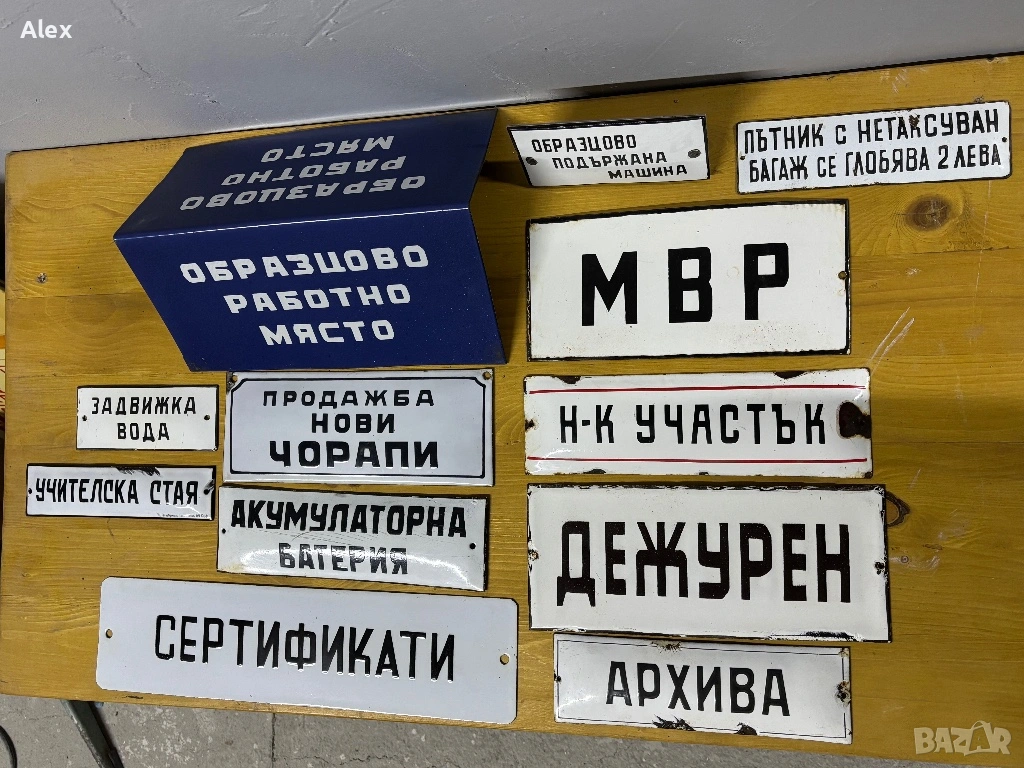 Alex
ОБРАЗЦОВО
РАБОТНО
МЯСТО
ОБРАЗЦОВО
РАБОТНО
МЯСТО
ОБРАЗЦОВО
ПОДЪРЖАНА
МАШИНА
ПЪТНИК С НЕТАКСУВАН
БАГАЖ СЕ ГЛОБЯВА 2 ЛЕВА
МВР
ЗАДВИЖКА
ВОДА
ПРОДАЖБА
НОВИ
ЧОРАПИ
Н-К УЧАСТЪК
УЧИТЕЛСКА СТАЯ
АКУМУЛАТОРНА
БАТЕРИЯ
ДЕЖУРЕН
СЕРТИФИКАТИ
АРХИВА
BAZAR